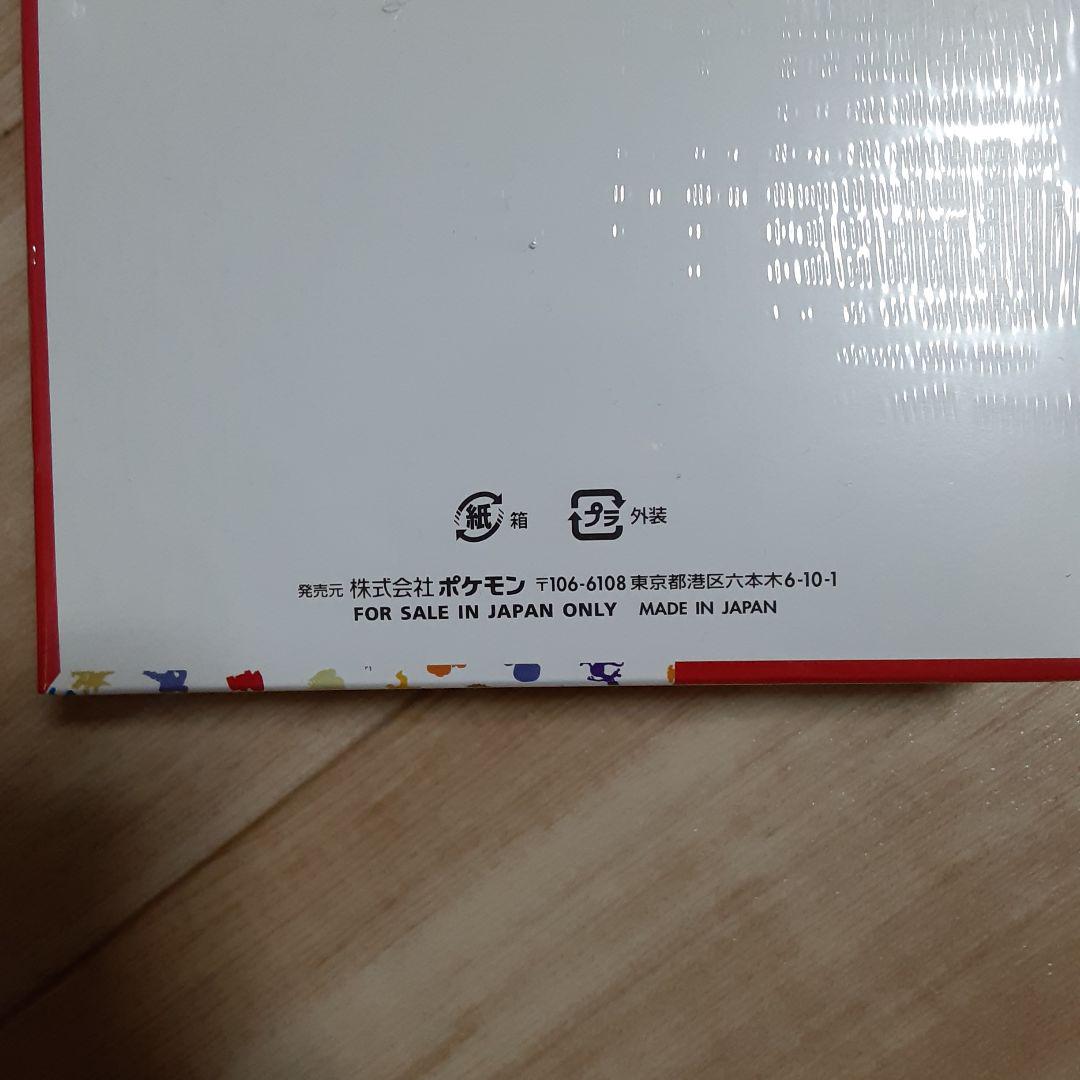 紙 箱 プラ 外装
発売元 株式会社 ポケモン 〒106-6108 東京都港区六本木6-10-1
FOR SALE IN JAPAN ONLY MADE IN JAPAN